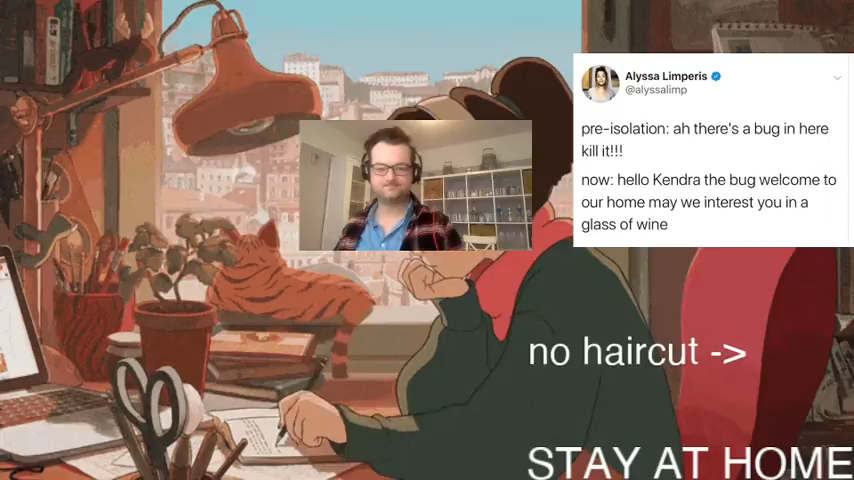 Alyssa Limperis
@alyssalimp
pre-isolation: ah there's a bug in here
kill it!!!
now: hello Kendra the bug welcome to
our home may we interest you in a
glass of wine
no haircut ->
STAY AT HOME